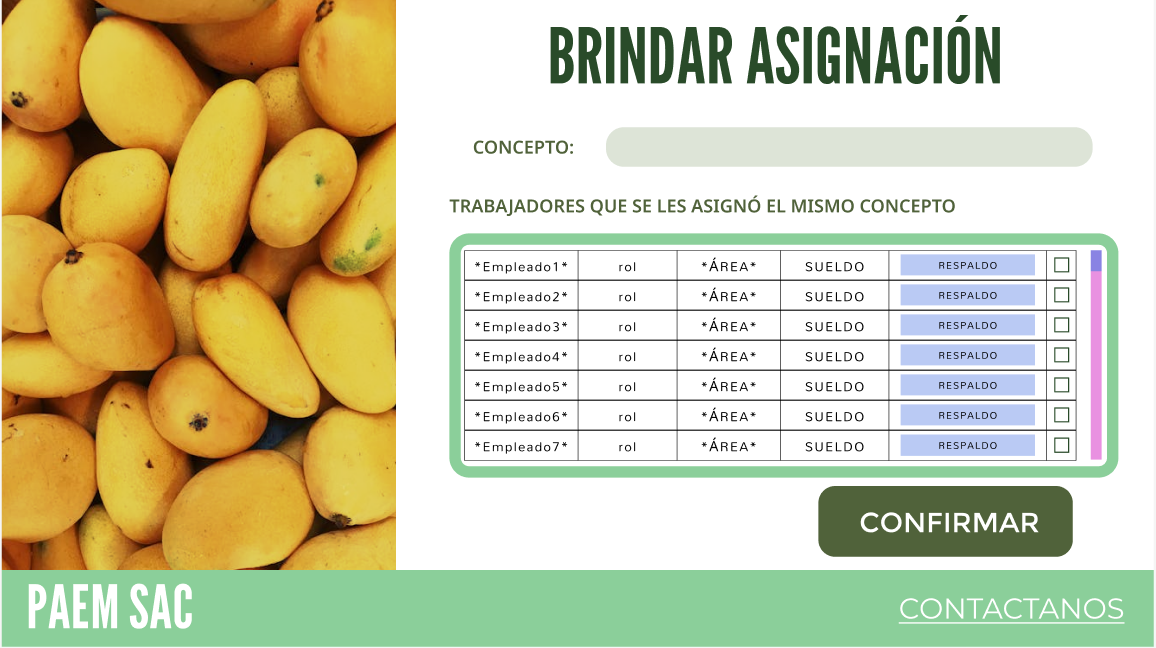 BRINDAR ASIGNACIÓN
CONCEPTO:
TRABAJADORES QUE SE LES ASIGNÓ EL MISMO CONCEPTO
*Empleado1* rol *ÁREA* SUELDO RESPALDO
*Empleado2* rol *ÁREA* SUELDO RESPALDO
*Empleado3* rol *ÁREA* SUELDO RESPALDO
*Empleado4* rol *ÁREA* SUELDO RESPALDO
*Empleado5* rol *ÁREA* SUELDO RESPALDO
*Empleado6* rol *ÁREA* SUELDO RESPALDO
*Empleado7* rol *ÁREA* SUELDO RESPALDO
CONFIRMAR
PAEM SAC
CONTACTANOS